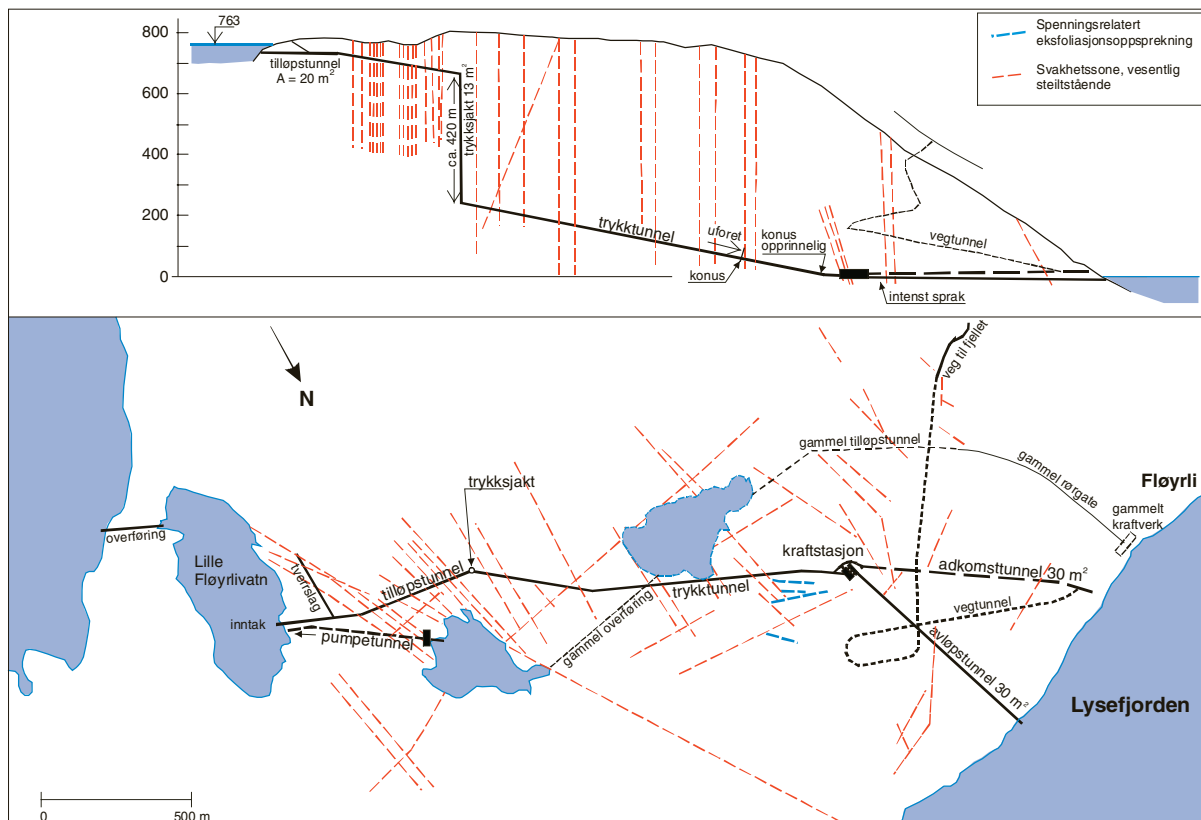 763
800
600
400
200
0
tilløpstunnel
A = 20 m²
ca. 420 m
trykksjakt 13 m²
trykktunnel
uforet
konus
konus
opprinnelig
vegtunnel
intenst sprak
Spenningsrelatert
eksfoliasjonsoppsprekning
Svakhetssone, vesentlig
steiltstående
N
veg til fjellet
gammel tilløpstunnel
gammel rørgate
Fløyrli
gammelt
kraftverk
trykksjakt
overføring
Lille
Fløyrlivatn
tverrslag
tilløpstunnel
inntak
pumpetunnel
gammel overføring
trykktunnel
kraftstasjon
adkomsttunnel 30 m²
vegtunnel
avløpstunnel 30 m²
Lysefjorden
0
500 m